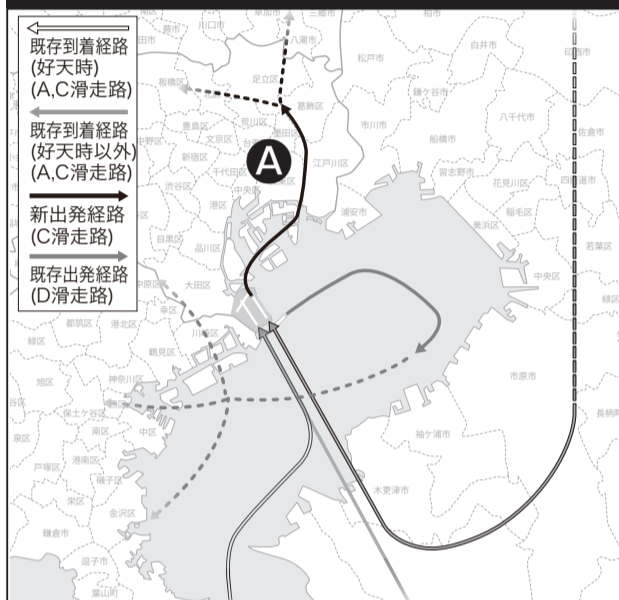 既存到着経路
(好天時)
(A,C滑走路)
既存到着経路
(好天時以外)
(A,C滑走路)
新出発経路
(C滑走路)
既存出発経路
(D滑走路)
A
川口市
八潮市
三郷市
松戸市
白井市
印西市
板橋区
足立区
葛飾区
鎌ケ谷市
八千代市
佐倉市
豊島区
文京区
荒川区
墨田区
市川市
船橋市
中野区
新宿区
千代田区
江戸川区
習志野市
花見川区
四街道市
渋谷区
中央区
港区
浦安市
美浜区
稲毛区
若葉区
目黒区
品川区
中央区
緑区
中原区
大田区
幸区
都筑区
港北区
川崎区
緑区
鶴見区
旭区
神奈川区
市原市
西区
保土ケ谷区
長柄町
泉区
南区
中区
袖ケ浦市
戸塚区
港南区
磯子区
木更津市
栄区
金沢区
鎌倉市
逗子市
葉山町